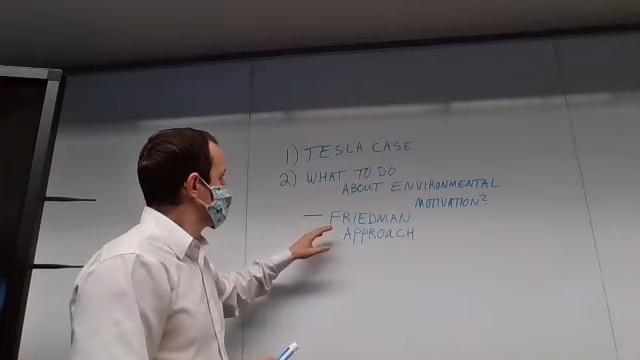 1) TESLA CASE
2) WHAT TO DO
ABOUT ENVIRONMENTAL
MOTIVATION?
— FRIEDMAN
APPROACH